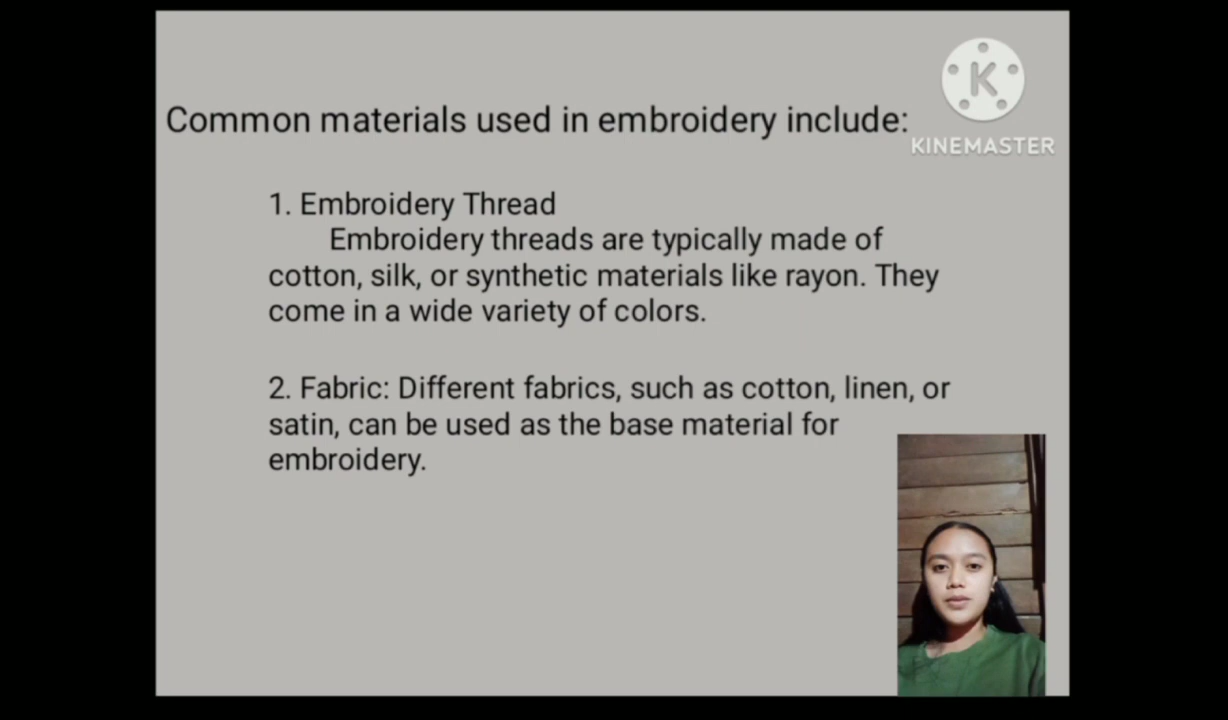 Common materials used in embroidery include:
KINEMASTER
1. Embroidery Thread
Embroidery threads are typically made of
cotton, silk, or synthetic materials like rayon. They
come in a wide variety of colors.
2. Fabric: Different fabrics, such as cotton, linen, or
satin, can be used as the base material for
embroidery.